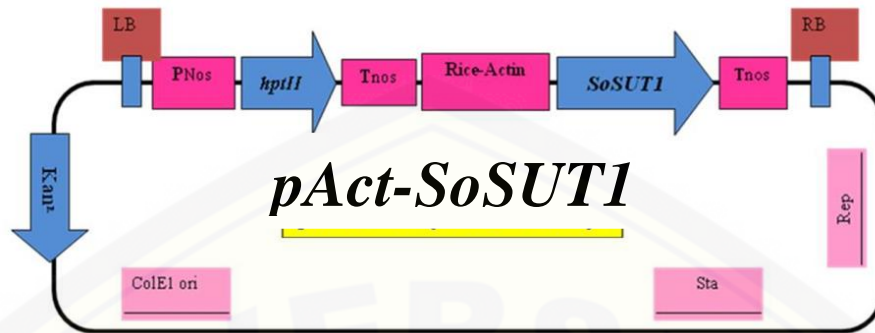 LB
RB
PNos
hptII
Tnos
Rice-Actin
SoSUT1
Tnos
Kanʳ
pAct-SoSUT1
Rep
ColE1 ori
Sta